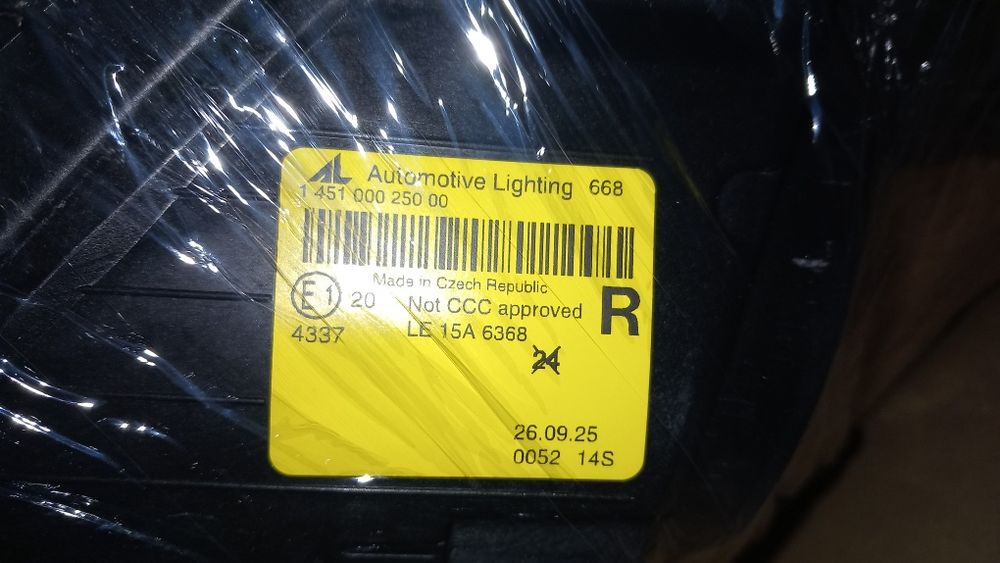 AL Automotive Lighting 668
1 451 000 250 00
Made in Czech Republic
E1 20 Not CCC approved R
4337 LE 15A 6368
24
26.09.25
0052 14S